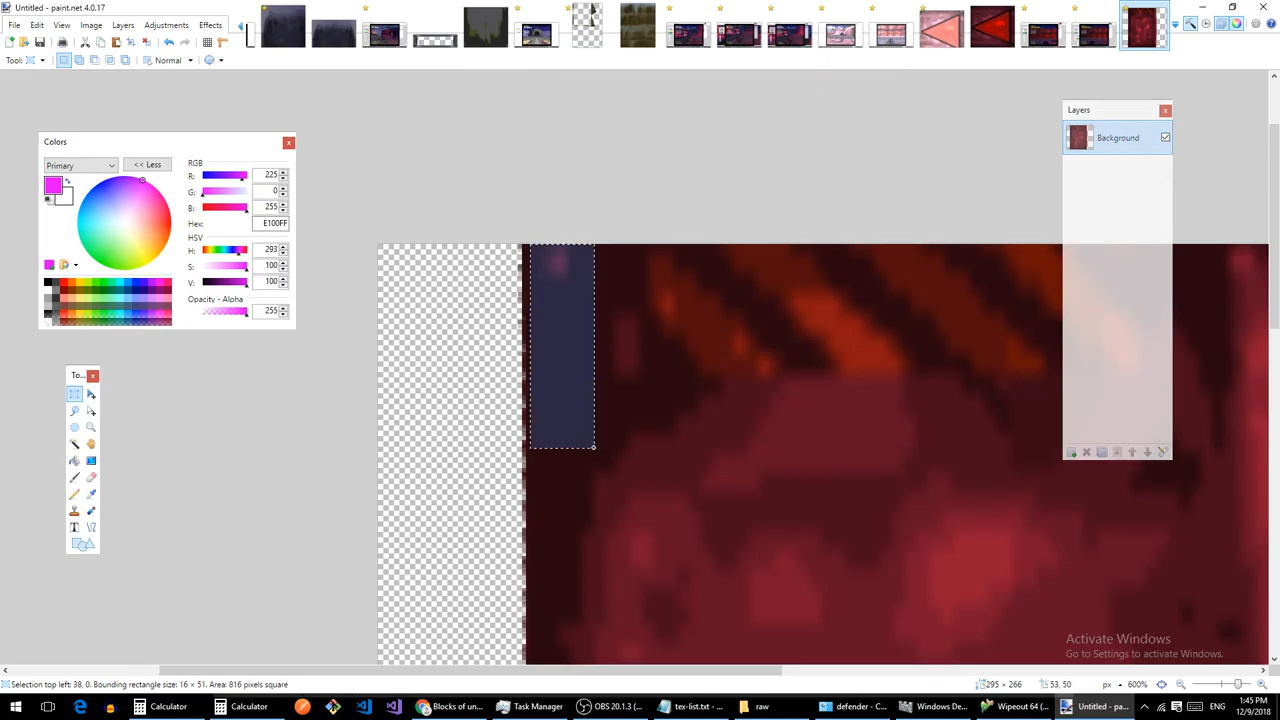 Untitled - paint.net 4.0.17
File Edit View Image Layers Adjustments Effects
Tool: Normal
Colors
Primary << Less
RGB
R: 225
G: 0
B: 255
Hex: E100FF
HSV
H: 293
S: 100
V: 100
Opacity - Alpha
255
To...
Layers
Background
Activate Windows
Go to Settings to activate Windows.
Selection top left: 38, 0. Bounding rectangle size: 16 × 51. Area: 816 pixels square
295 × 266 53, 50 px 600%
Calculator Calculator Blocks of un... Task Manager OBS 20.1.3 (... tex-list.txt - ... raw defender - C... Windows De... Wipeout 64 (... Untitled - pa...
1:45 PM
12/9/2018